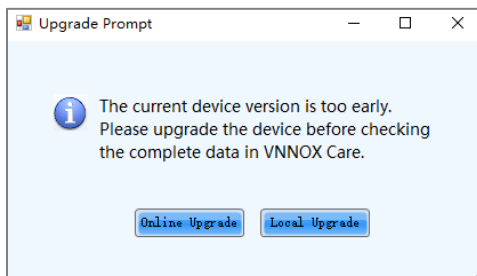 Upgrade Prompt
The current device version is too early.
Please upgrade the device before checking
the complete data in VNNOX Care.
Online Upgrade Local Upgrade